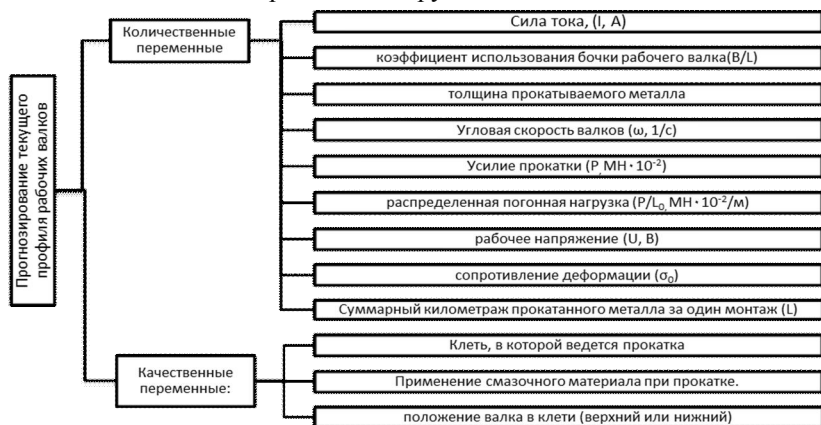 Прогнозирование текущего
профиля рабочих валков
Количественные
переменные
Сила тока, (I, А)
коэффициент использования бочки рабочего валка(B/L)
толщина прокатываемого металла
Угловая скорость валков (ω, 1/с)
Усилие прокатки (P, МН·10⁻²)
распределенная погонная нагрузка (P/L₀, МН·10⁻²/м)
рабочее напряжение (U, В)
сопротивление деформации (σ₀)
Суммарный километраж прокатанного металла за один монтаж (L)
Качественные
переменные:
Клеть, в которой ведется прокатка
Применение смазочного материала при прокатке.
положение валка в клети (верхний или нижний)